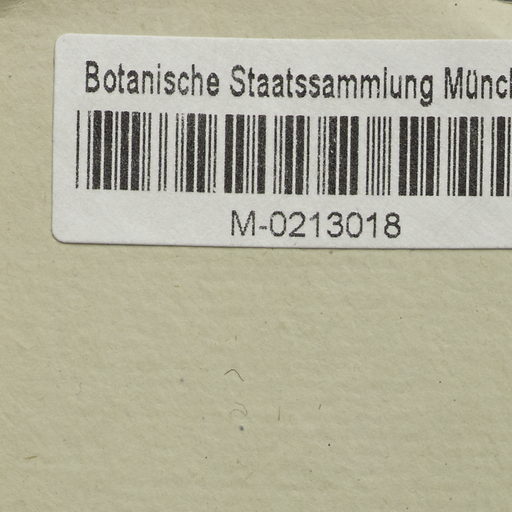 Botanische Staatssammlung Münc
M-0213018